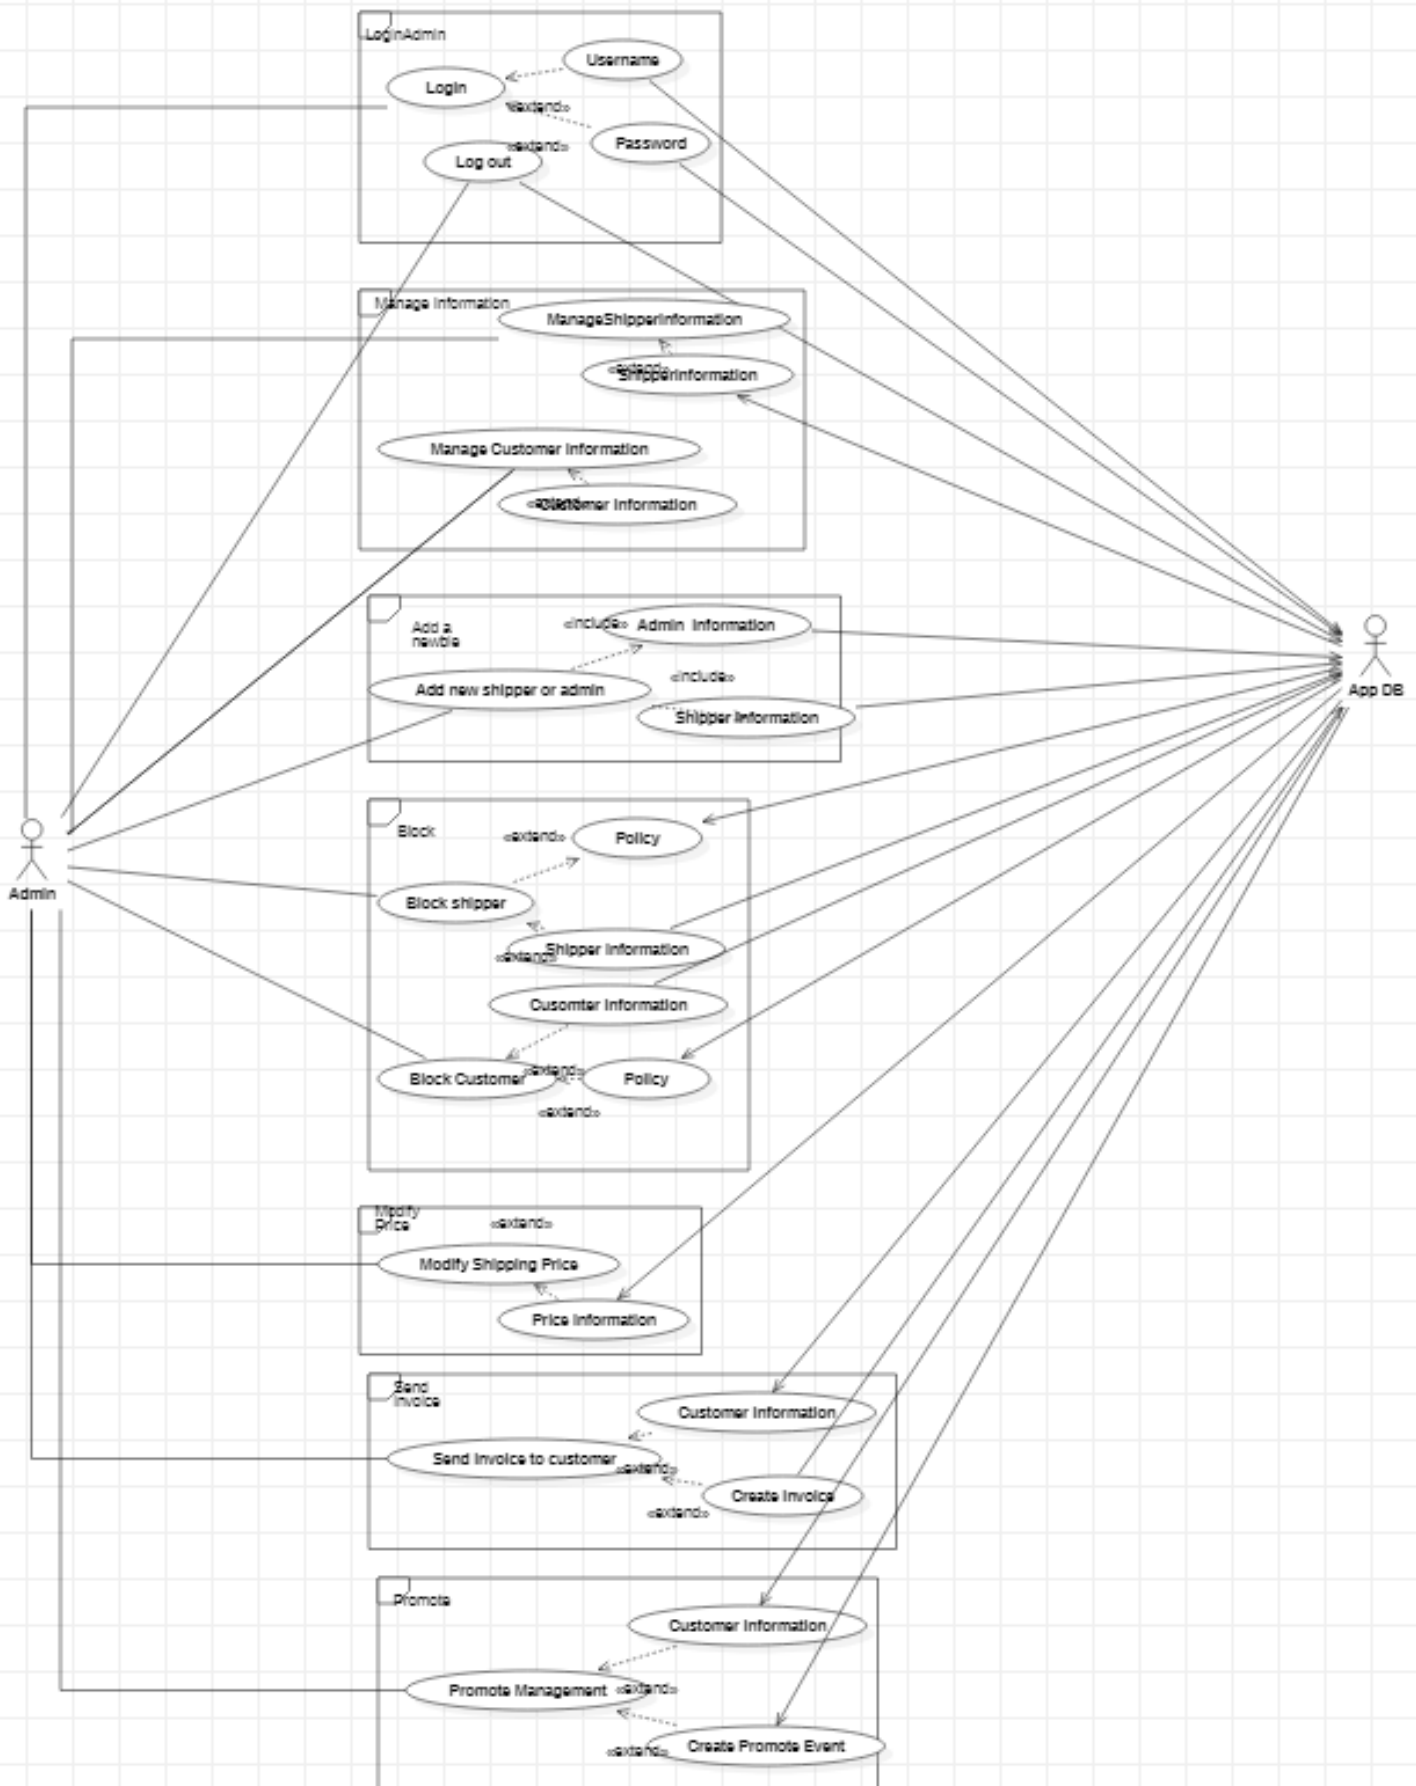 LoginAdmin
Username
Login
«extend»
Password
«extend»
Log out
Manage Information
ManageShipperInformation
«extend»
ShipperInformation
Manage Customer Information
«extend»
Customer Information
«include»
Admin Information
Add a
newbie
«include»
Add new shipper or admin
Shipper Information
App DB
Block
«extend»
Policy
Admin
Block shipper
Shipper Information
«extend»
Cusomter Information
«extend»
Block Customer
Policy
«extend»
Modify
Price
«extend»
Modify Shipping Price
Price Information
Send
Invoice
Customer Information
Send Invoice to customer
«extend»
Create Invoice
«extend»
Promote
Customer Information
Promote Management
«extend»
Create Promote Event
«extend»